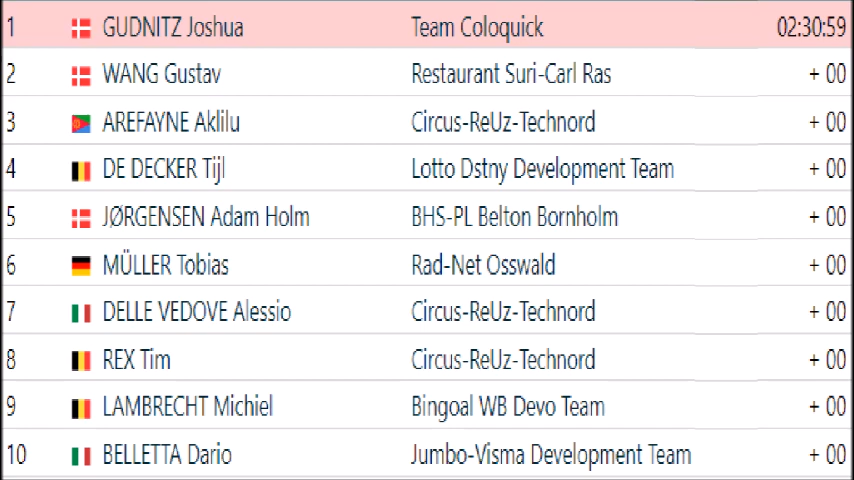 1 GUDNITZ Joshua Team Coloquick 02:30:59
2 WANG Gustav Restaurant Suri-Carl Ras + 00
3 AREFAYNE Aklilu Circus-ReUz-Technord + 00
4 DE DECKER Tijl Lotto Dstny Development Team + 00
5 JØRGENSEN Adam Holm BHS-PL Belton Bornholm + 00
6 MÜLLER Tobias Rad-Net Osswald + 00
7 DELLE VEDOVE Alessio Circus-ReUz-Technord + 00
8 REX Tim Circus-ReUz-Technord + 00
9 LAMBRECHT Michiel Bingoal WB Devo Team + 00
10 BELLETTA Dario Jumbo-Visma Development Team + 00